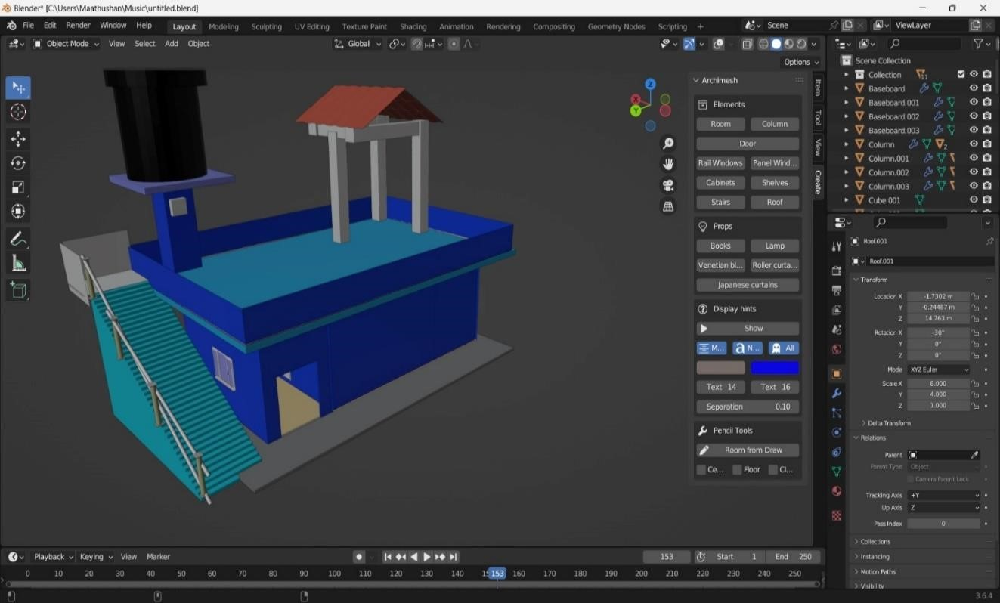 Blender* [C:\Users\Maathushan\Music\untitled.blend]
File Edit Render Window Help Layout Modeling Sculpting UV Editing Texture Paint Shading Animation Rendering Compositing Geometry Nodes Scripting + Scene ViewLayer
Object Mode View Select Add Object Global
Options
Item
Tool
View
Create
Archimesh
Elements
Room Column
Door
Rail Windows Panel Wind...
Cabinets Shelves
Stairs Roof
Props
Books Lamp
Venetian bl... Roller curta...
Japanese curtains
Display hints
Show
M... N... All
Text 14 Text 16
Separation 0.10
Pencil Tools
Room from Draw
Ce... Floor Cl...
X
Y
Z
Scene Collection
Collection 11
Baseboard
Baseboard.001
Baseboard.002
Baseboard.003
Column 2
Column.001
Column.002
Column.003
Cube.001
Roof.001
Roof.001
Transform
Location X -1.7302 m
Y -0.24487 m
Z 14.763 m
Rotation X -30°
Y 0°
Z 0°
Mode XYZ Euler
Scale X 8.000
Y 4.000
Z 1.000
Delta Transform
Relations
Parent
Parent Type Object
Camera Parent Lock
Tracking Axis +Y
Up Axis Z
Pass Index 0
Collections
Instancing
Motion Paths
Visibility
Playback Keying View Marker 153 Start 1 End 250
0 10 20 30 40 50 60 70 80 90 100 110 120 130 140 153 160 170 180 190 200 210 220 230 240 250
3.6.4